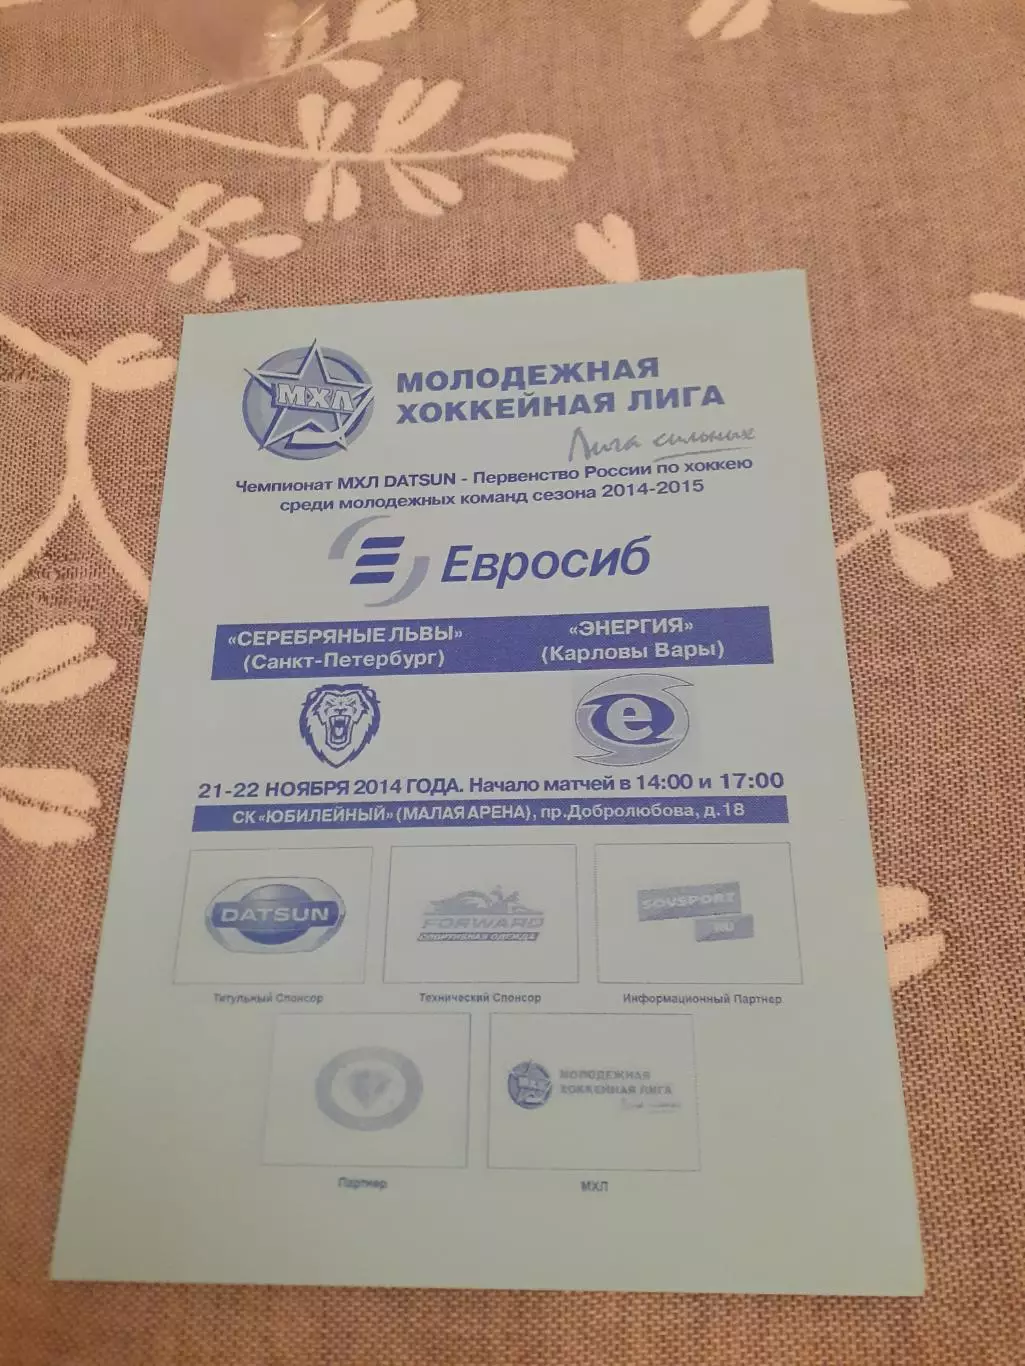 МХЛ
МОЛОДЕЖНАЯ
ХОККЕЙНАЯ ЛИГА
Лига сильных
Чемпионат МХЛ DATSUN - Первенство России по хоккею
среди молодежных команд сезона 2014-2015
Евросиб
«СЕРЕБРЯНЫЕ ЛЬВЫ» «ЭНЕРГИЯ»
(Санкт-Петербург) (Карловы Вары)
e
21-22 НОЯБРЯ 2014 ГОДА. Начало матчей в 14:00 и 17:00
СК «ЮБИЛЕЙНЫЙ» (МАЛАЯ АРЕНА), пр.Добролюбова, д.18
DATSUN
FORWARD
СПОРТИВНАЯ ОДЕЖДА
SOVSPORT
RU
Титульный Спонсор Технический Спонсор Информационный Партнер
МХЛ
МОЛОДЕЖНАЯ
ХОККЕЙНАЯ ЛИГА
Партнер МХЛ